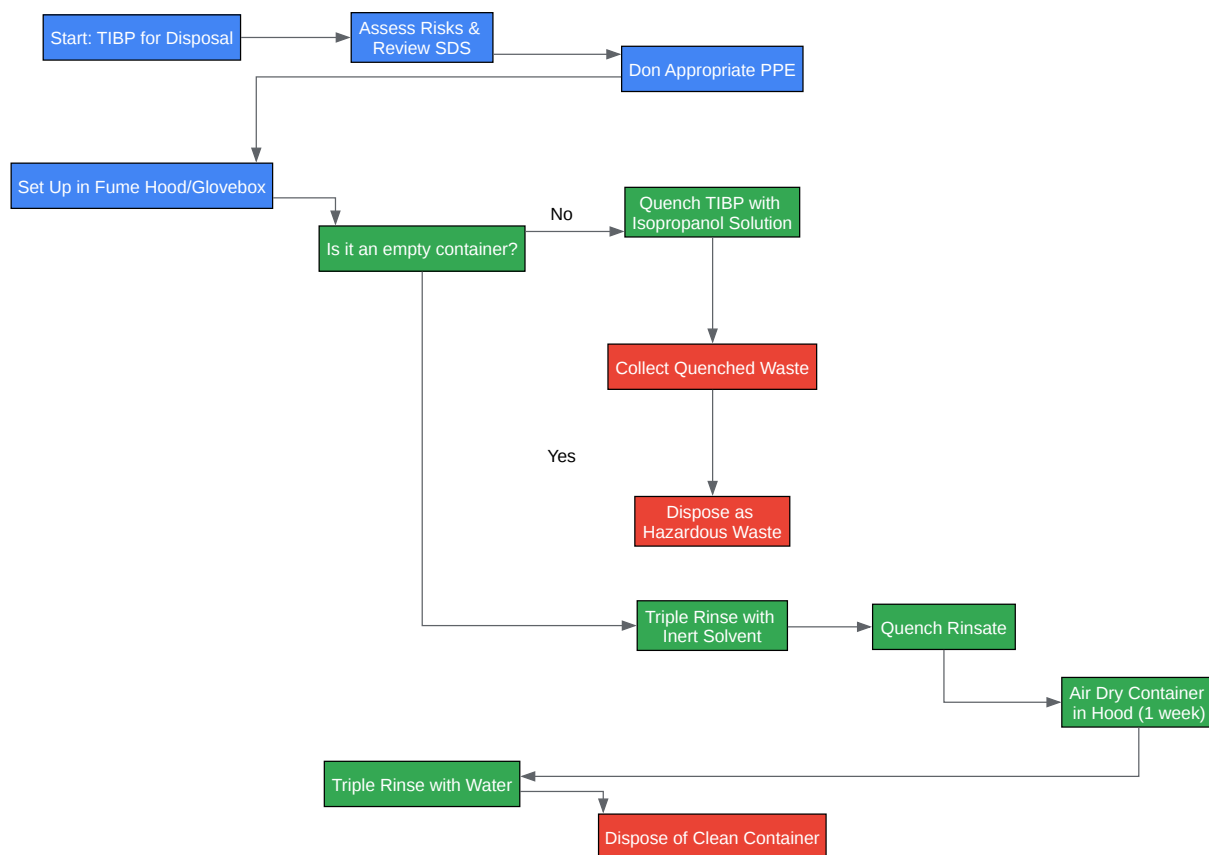 Start: TIBP for Disposal
Assess Risks &
Review SDS
Don Appropriate PPE
Set Up in Fume Hood/Glovebox
Is it an empty container?
No
Quench TIBP with
Isopropanol Solution
Collect Quenched Waste
Yes
Dispose as
Hazardous Waste
Triple Rinse with
Inert Solvent
Quench Rinsate
Air Dry Container
in Hood (1 week)
Triple Rinse with Water
Dispose of Clean Container